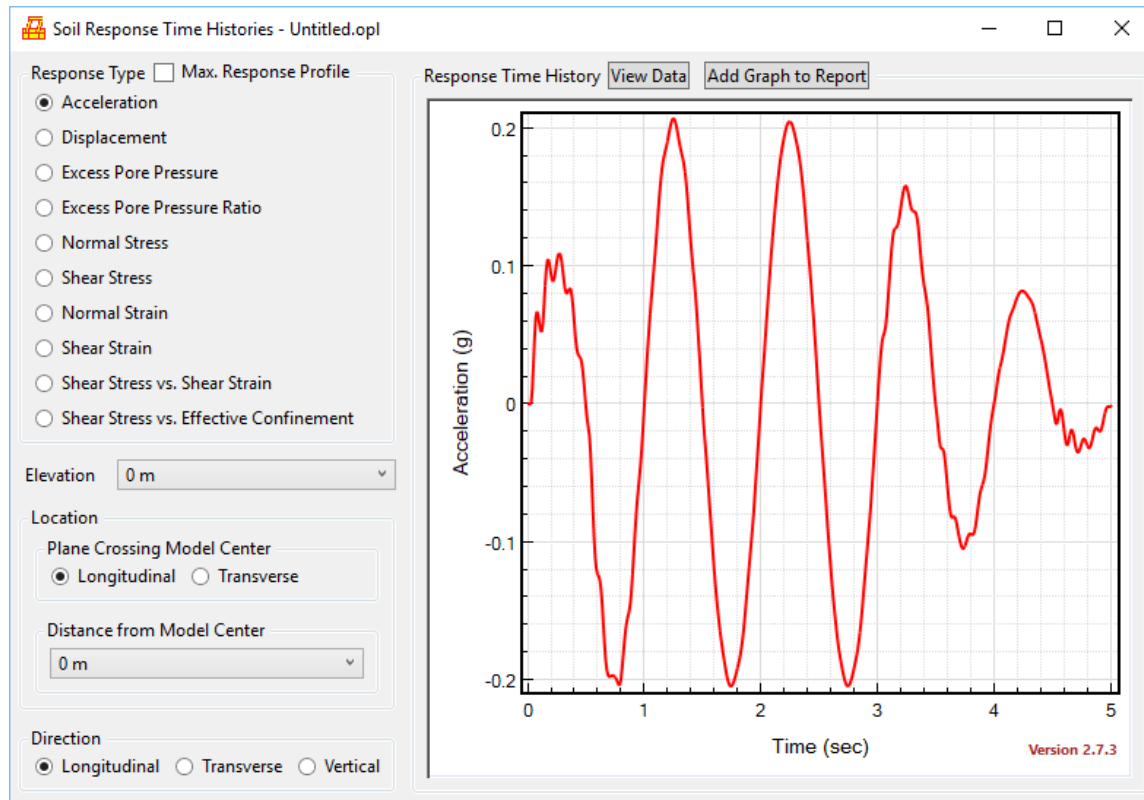 Soil Response Time Histories - Untitled.opl
Response Type Max. Response Profile
Acceleration
Displacement
Excess Pore Pressure
Excess Pore Pressure Ratio
Normal Stress
Shear Stress
Normal Strain
Shear Strain
Shear Stress vs. Shear Strain
Shear Stress vs. Effective Confinement
Elevation 0 m
Location
Plane Crossing Model Center
Longitudinal Transverse
Distance from Model Center
0 m
Direction
Longitudinal Transverse Vertical
Response Time History View Data Add Graph to Report
0.2
0.1
0
-0.1
-0.2
Acceleration (g)
0 1 2 3 4 5
Time (sec)
Version 2.7.3